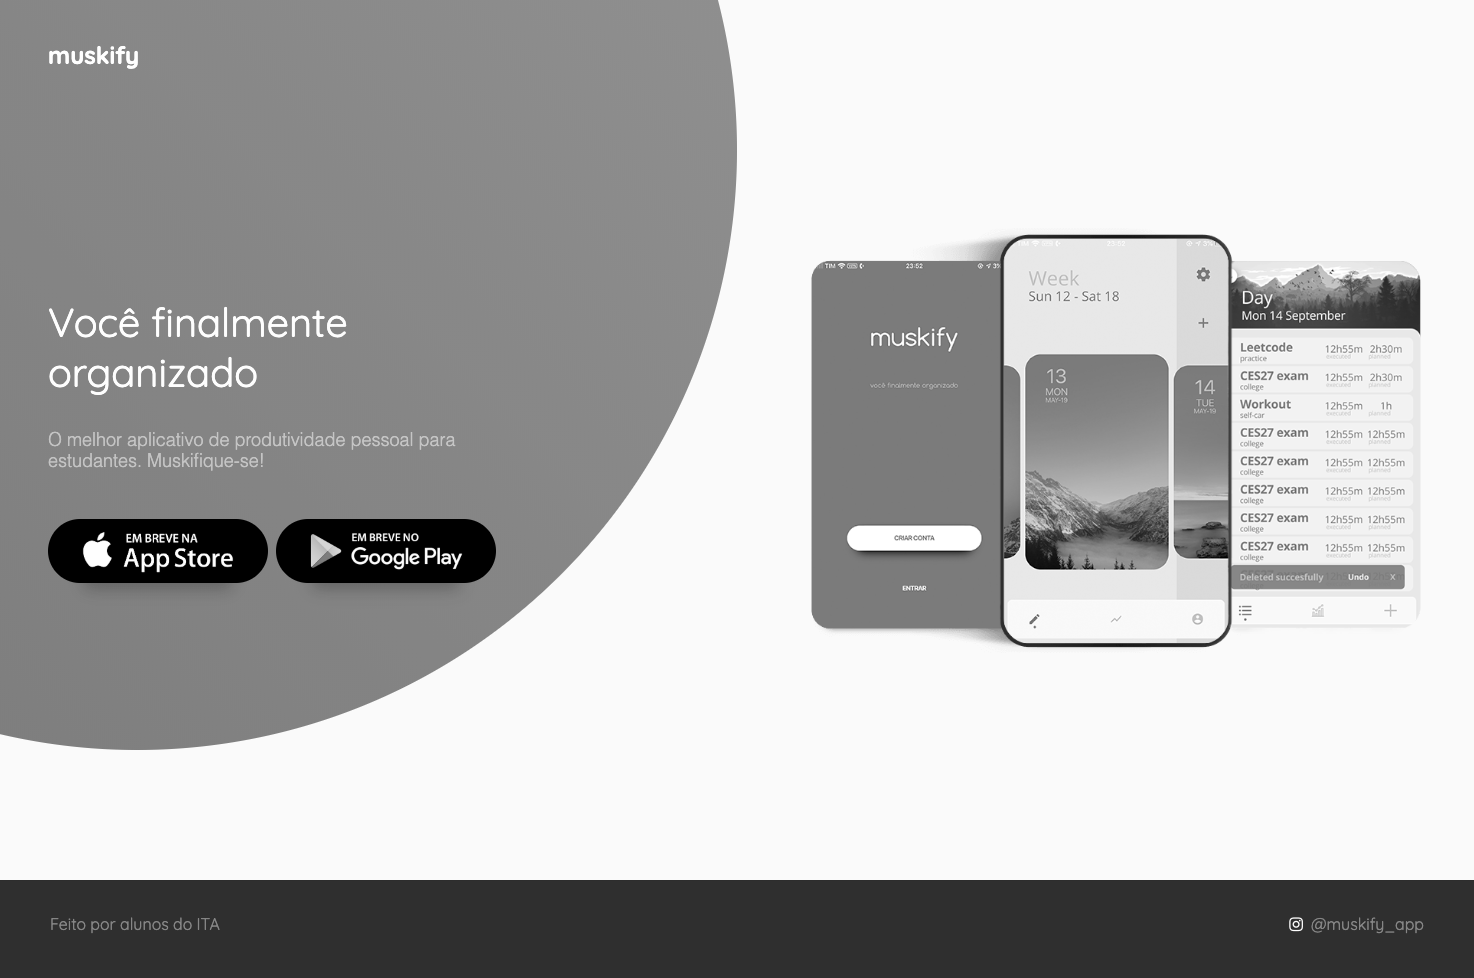 muskify
Você finalmente
organizado
O melhor aplicativo de produtividade pessoal para
estudantes. Muskifique-se!
EM BREVE NA
App Store
EM BREVE NO
Google Play
TIM
23:52
muskify
você finalmente organizado
CRIAR CONTA
ENTRAR
23:52
Week
Sun 12 - Sat 18
13
MON
MAY-19
14
TUE
MAY-19
Day
Mon 14 September
Leetcode 12h55m 2h30m
practice executed planned
CES27 exam 12h55m 2h30m
college executed planned
Workout 12h55m 1h
self-car executed planned
CES27 exam 12h55m 12h55m
college executed planned
CES27 exam 12h55m 12h55m
college executed planned
CES27 exam 12h55m 12h55m
college executed planned
CES27 exam 12h55m 12h55m
college executed planned
CES27 exam 12h55m 12h55m
college executed planned
Deleted succesfully Undo X
Feito por alunos do ITA
@muskify_app